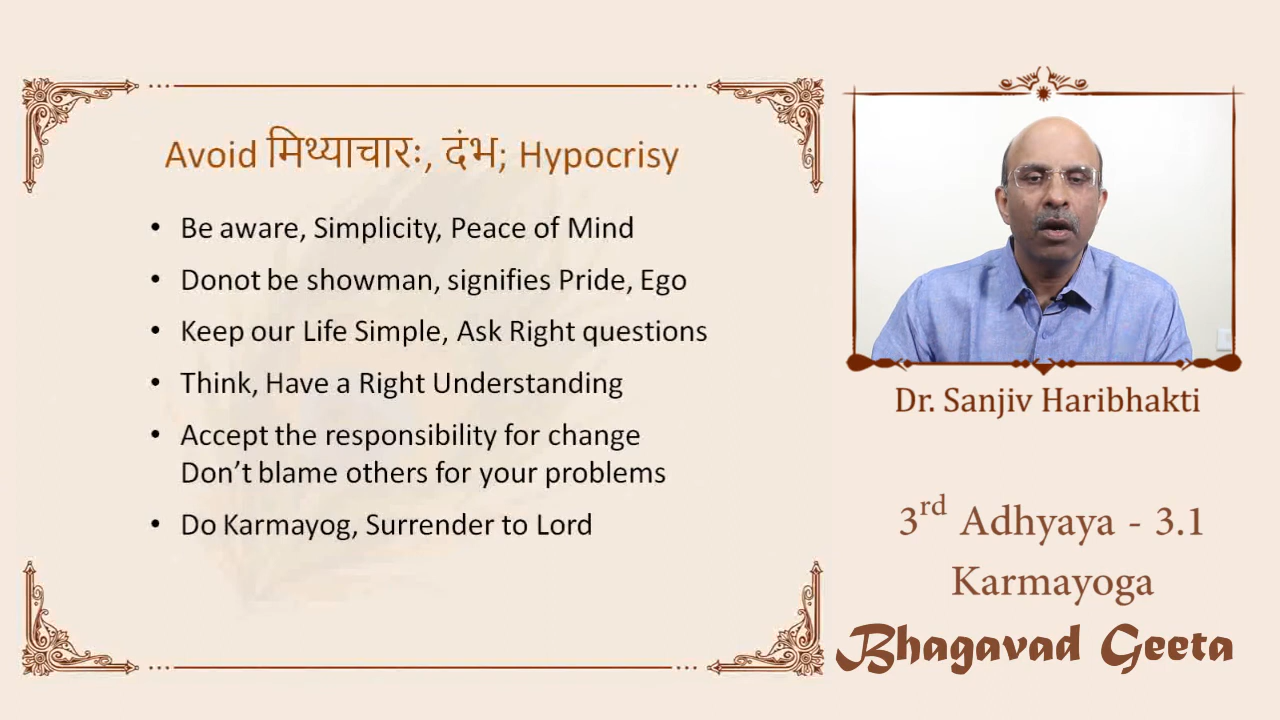 Avoid मिथ्याचारः, दंभ; Hypocrisy
• Be aware, Simplicity, Peace of Mind
• Donot be showman, signifies Pride, Ego
• Keep our Life Simple, Ask Right questions
• Think, Have a Right Understanding
• Accept the responsibility for change
Don’t blame others for your problems
• Do Karmayog, Surrender to Lord
Dr. Sanjiv Haribhakti
3rd Adhyaya - 3.1
Karmayoga
Bhagavad Geeta